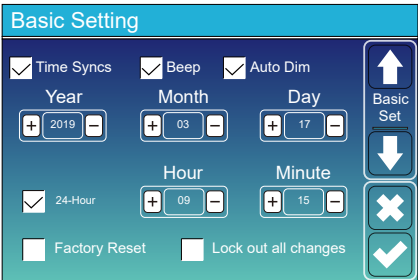 Basic Setting
Time Syncs Beep Auto Dim
Year Month Day
+ 2019 − + 03 − + 17 −
Basic
Set
Hour Minute
24-Hour + 09 − + 15 −
Factory Reset Lock out all changes